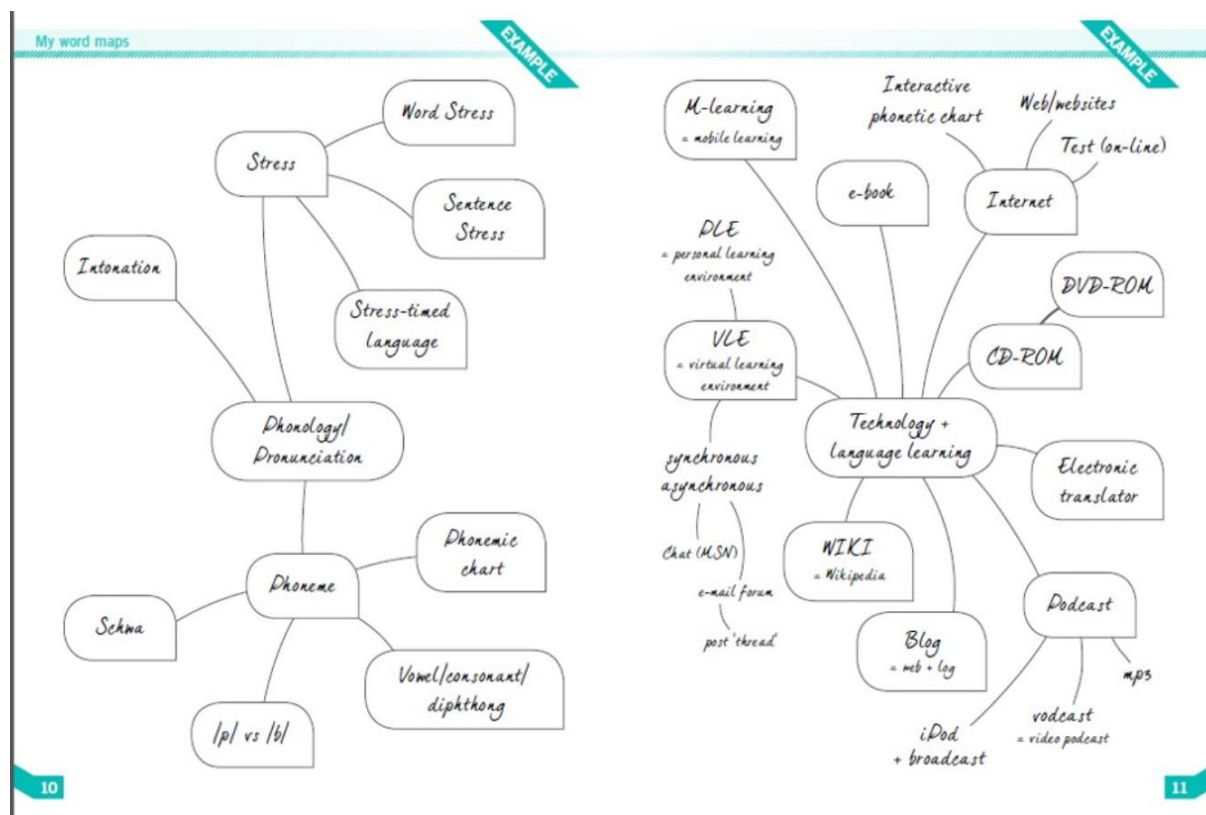 My word maps
EXAMPLE
Word Stress
Stress
Sentence
Stress
Intonation
Stress-timed
language
Phonology/
Pronunciation
Phonemic
chart
Phoneme
Schwa
Vowel/consonant/
diphthong
/p/ vs /b/
10
EXAMPLE
M-learning
= mobile learning
Interactive
phonetic chart
Web/websites
Test (on-line)
e-book
Internet
PLE
= personal learning
environment
DVD-ROM
VLE
= virtual learning
environment
CD-ROM
Technology +
language learning
synchronous
asynchronous
Electronic
translator
Chat (MSN)
WIKI
= Wikipedia
e-mail forum
Podcast
post 'thread'
Blog
= web + log
mp3
iPod
+ broadcast
vodcast
= video podcast
11